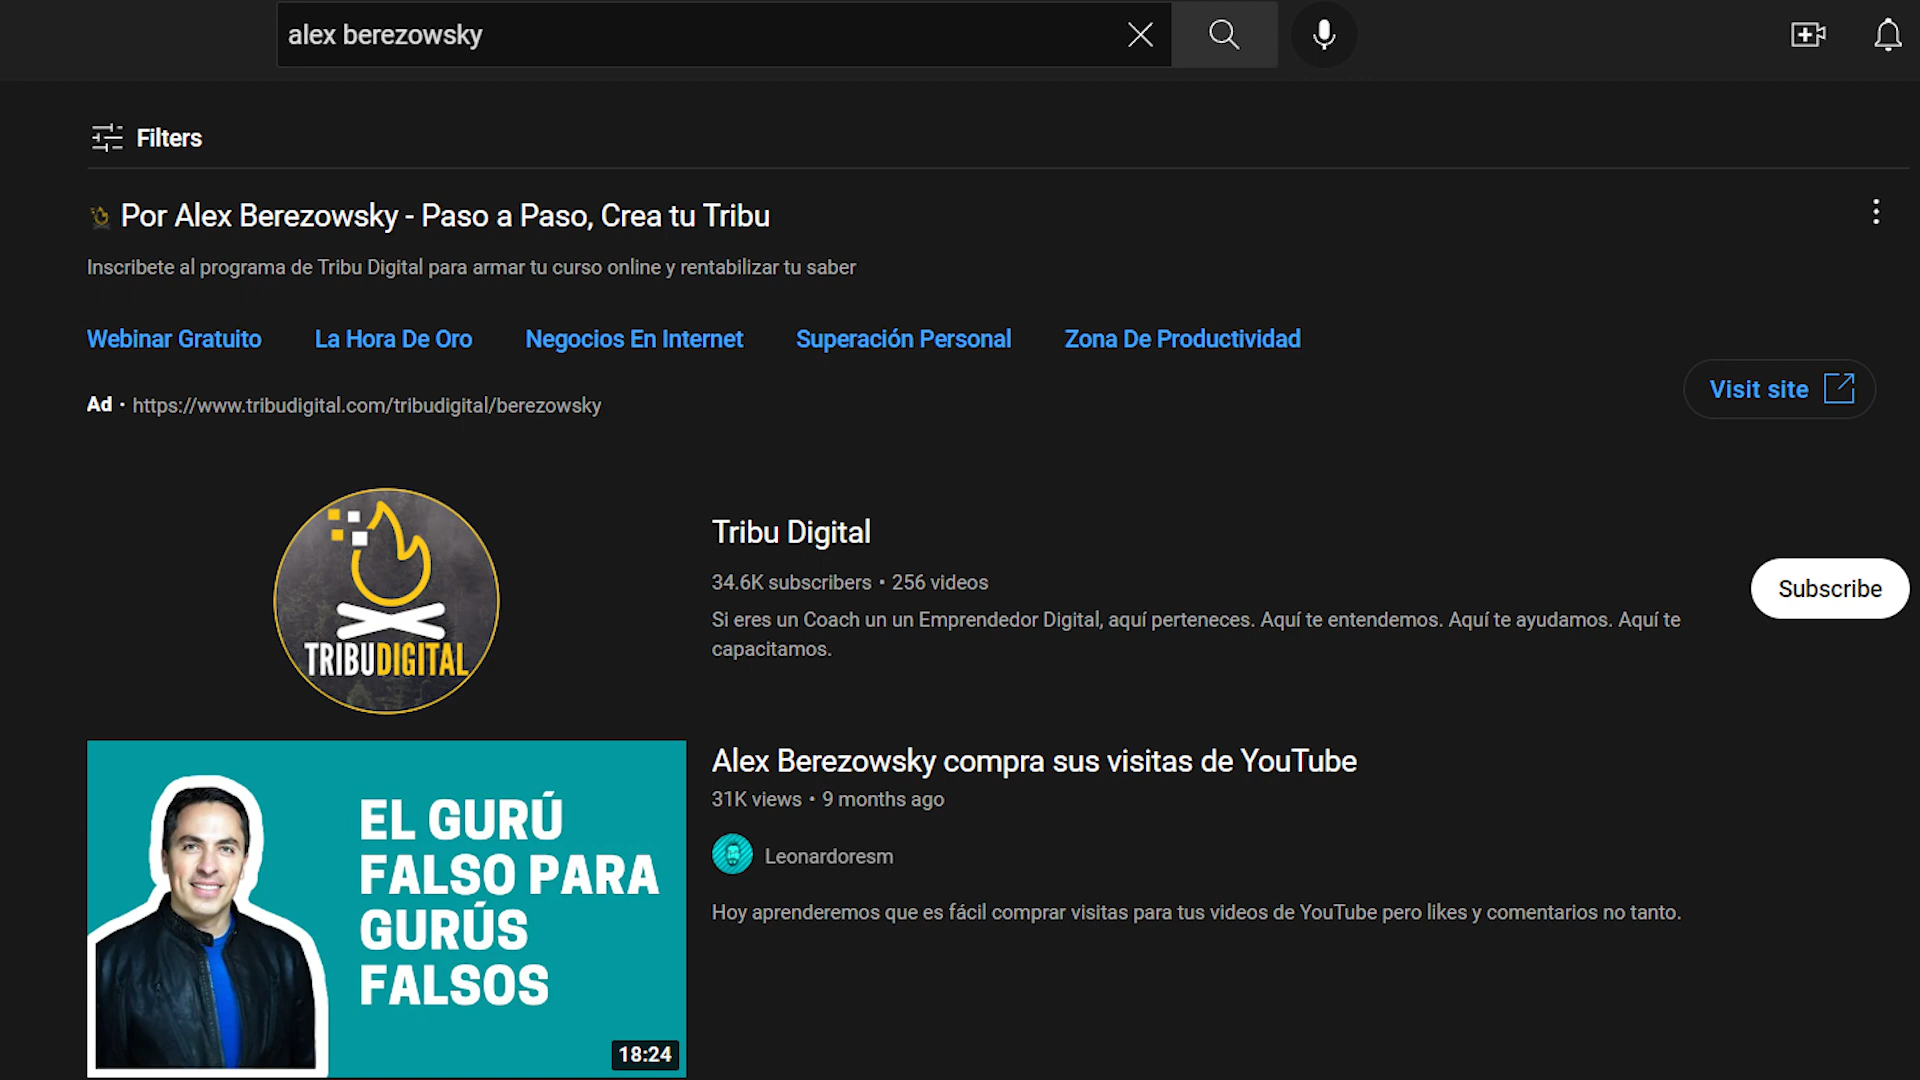 alex berezowsky
Filters
Por Alex Berezowsky - Paso a Paso, Crea tu Tribu
Inscribete al programa de Tribu Digital para armar tu curso online y rentabilizar tu saber
Webinar Gratuito La Hora De Oro Negocios En Internet Superación Personal Zona De Productividad
Ad · https://www.tribudigital.com/tribudigital/berezowsky
Visit site
TRIBUDIGITAL
Tribu Digital
34.6K subscribers • 256 videos
Si eres un Coach un un Emprendedor Digital, aquí perteneces. Aquí te entendemos. Aquí te ayudamos. Aquí te
capacitamos.
Subscribe
EL GURÚ
FALSO PARA
GURÚS
FALSOS
18:24
Alex Berezowsky compra sus visitas de YouTube
31K views • 9 months ago
Leonardoresm
Hoy aprenderemos que es fácil comprar visitas para tus videos de YouTube pero likes y comentarios no tanto.